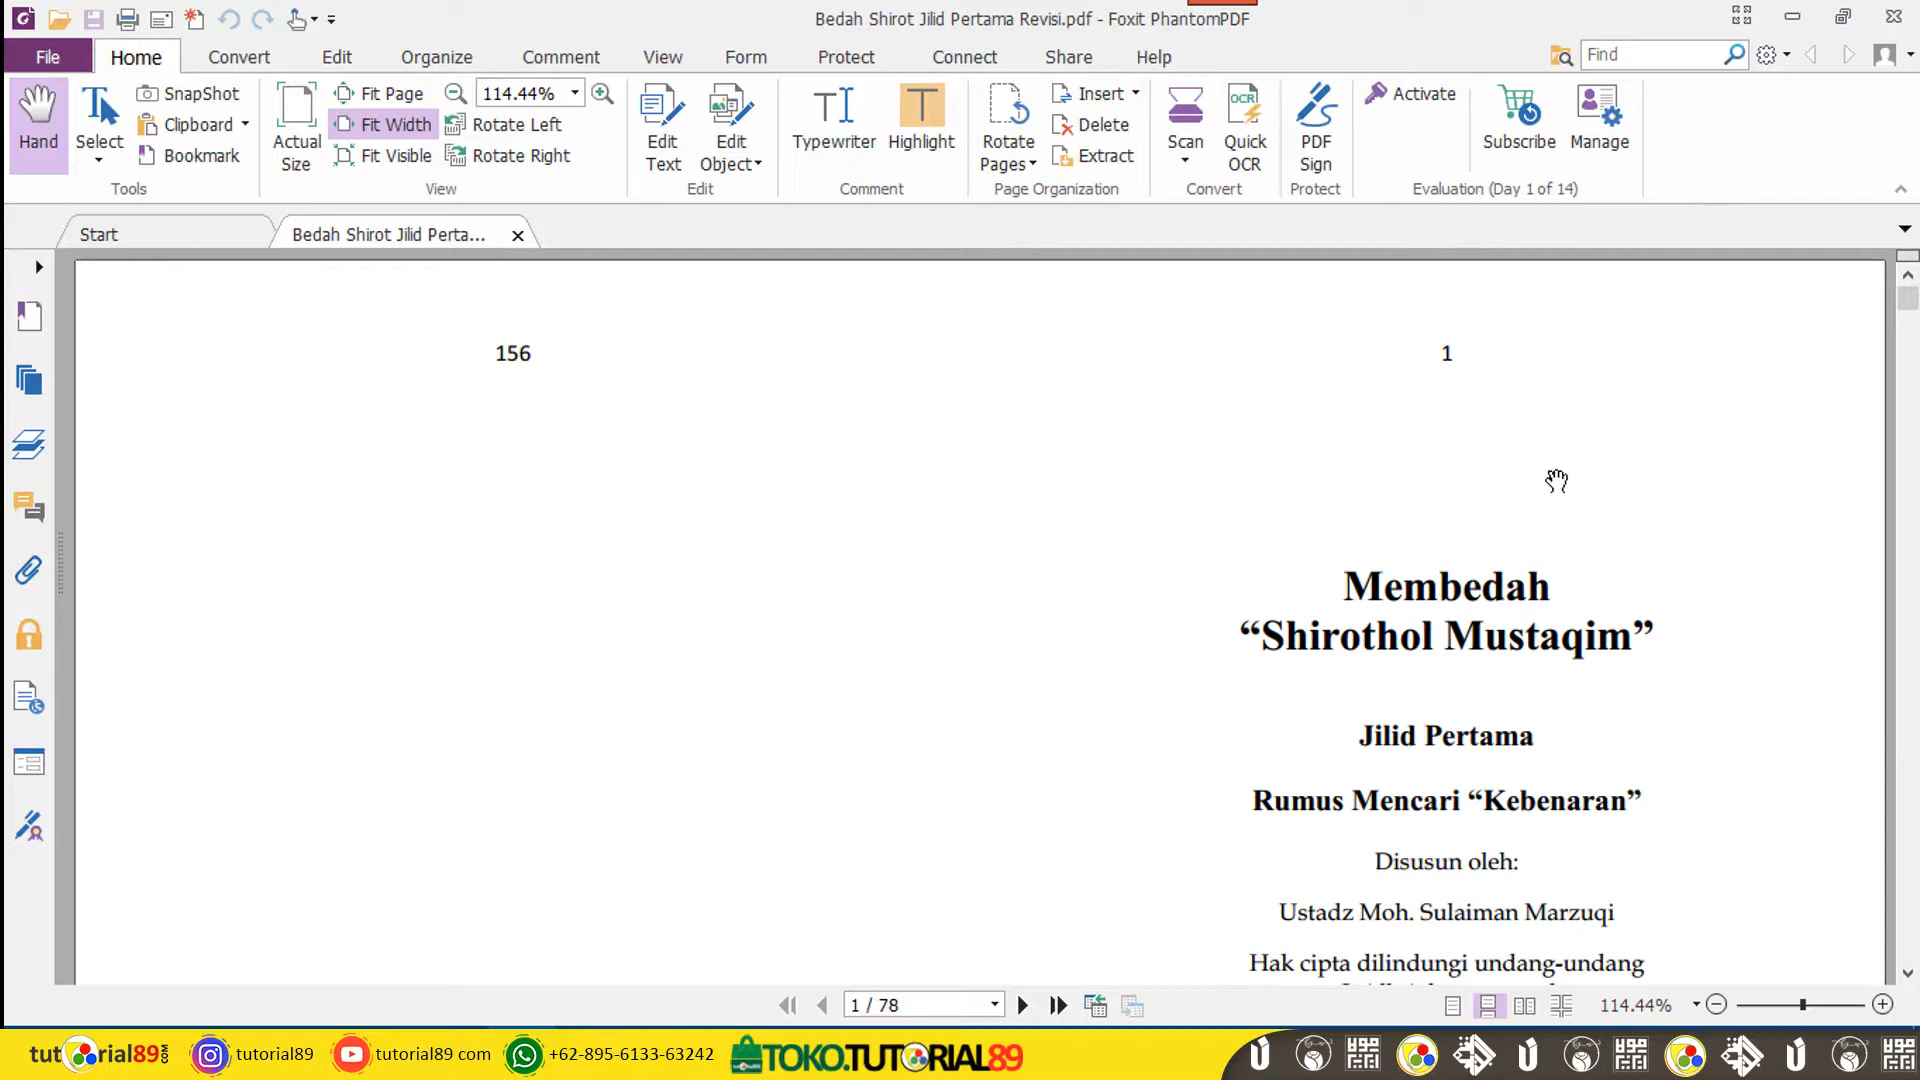 Bedah Shirot Jilid Pertama Revisi.pdf - Foxit PhantomPDF
File Home Convert Edit Organize Comment View Form Protect Connect Share Help Find
Hand
Select
SnapShot
Clipboard
Bookmark
Tools
Actual Size
Fit Page
Fit Width
Fit Visible
114.44%
Rotate Left
Rotate Right
View
Edit Text
Edit Object
Edit
Typewriter
Highlight
Comment
Rotate Pages
Insert
Delete
Extract
Page Organization
Scan
Quick OCR
Convert
PDF Sign
Protect
Activate
Subscribe
Manage
Evaluation (Day 1 of 14)
Start
Bedah Shirot Jilid Perta...
156
1
Membedah
“Shirothol Mustaqim”
Jilid Pertama
Rumus Mencari “Kebenaran”
Disusun oleh:
Ustadz Moh. Sulaiman Marzuqi
Hak cipta dilindungi undang-undang
1 / 78
114.44%
tutorial89.com tutorial89 tutorial89 com +62-895-6133-63242 TOKO.TUTORIAL89